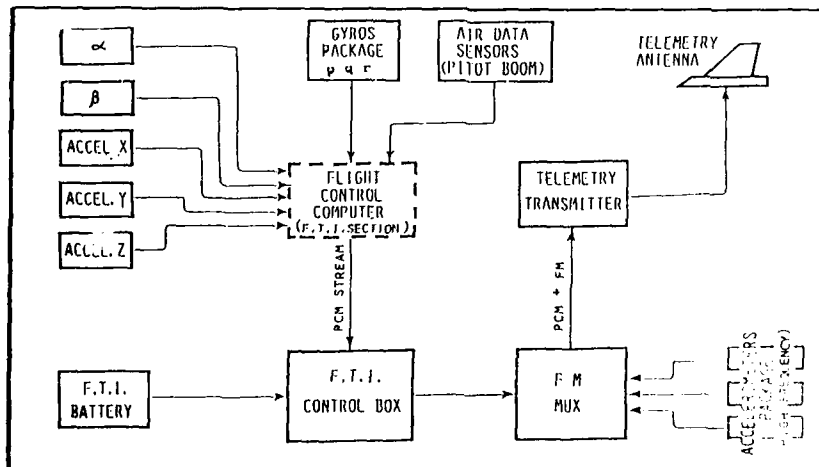 α
β
ACCEL. X
ACCEL. Y
ACCEL. Z
GYROS
PACKAGE
p q r
AIR DATA
SENSORS
(PITOT BOOM)
TELEMETRY
ANTENNA
FLIGHT
CONTROL
COMPUTER
(F.T.I. SECTION)
TELEMETRY
TRANSMITTER
PCM STREAM
PCM + FM
F.T.I.
BATTERY
F.T.I.
CONTROL BOX
F M
MUX
ACCELEROMETERS
PACKAGE
(HIGH FREQUENCY)